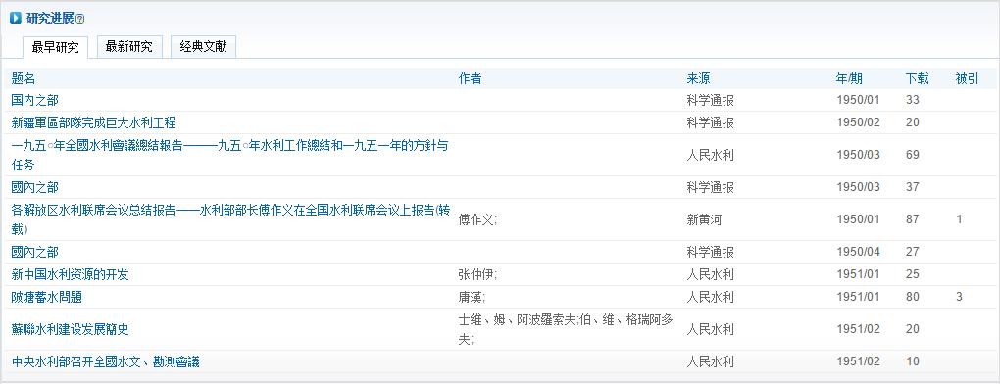 研究进展
最早研究 最新研究 经典文献
题名 作者 来源 年/期 下载 被引
国内之部 科学通报 1950/01 33
新疆軍區部隊完成巨大水利工程 科学通报 1950/02 20
一九五○年全國水利會議總結報告———一九五○年水利工作總結和一九五一年的方針与
任务 人民水利 1950/03 69
國內之部 科学通报 1950/03 37
各解放区水利联席会议总结报告——水利部部长傅作义在全国水利联席会议上报告(转
载) 傅作义; 新黄河 1950/01 87 1
國內之部 科学通报 1950/04 27
新中国水利资源的开发 张仲伊; 人民水利 1951/01 25
陂塘蓄水問題 庸漢; 人民水利 1951/01 80 3
蘇聯水利建设发展簡史 士维、姆、阿波羅索夫;伯、维、格瑞阿多
夫; 人民水利 1951/02 20
中央水利部召开全國水文、勘測會議 人民水利 1951/02 10